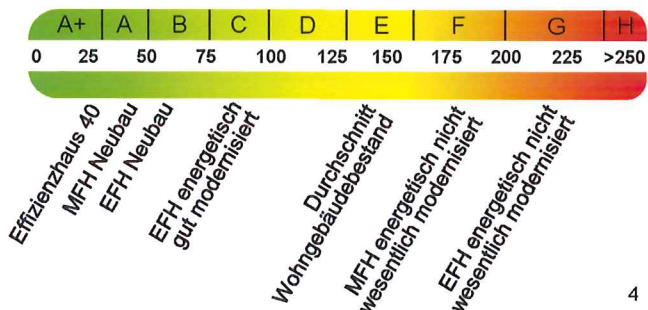 A+ A B C D E F G H
0 25 50 75 100 125 150 175 200 225 >250
Effizienzhaus 40
MFH Neubau
EFH Neubau
EFH energetisch
gut modernisiert
Durchschnitt
Wohngebäudebestand
MFH energetisch nicht
wesentlich modernisiert
EFH energetisch nicht
wesentlich modernisiert
4